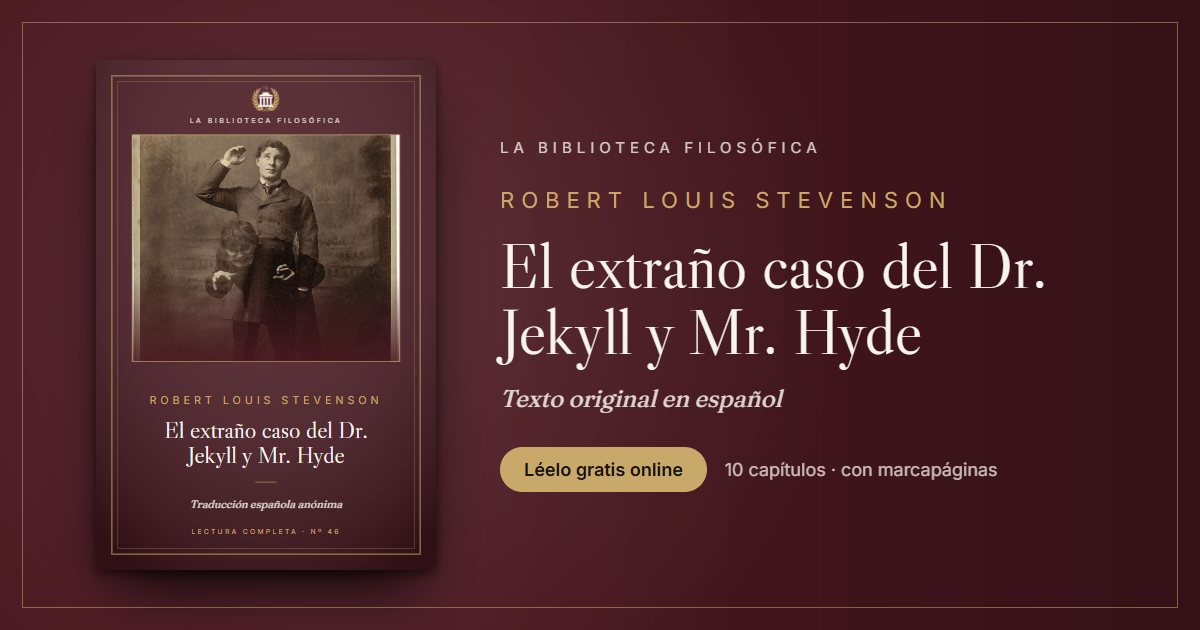 LA BIBLIOTECA FILOSÓFICA
ROBERT LOUIS STEVENSON
El extraño caso del Dr.
Jekyll y Mr. Hyde
Traducción española anónima
LECTURA COMPLETA · Nº 46
LA BIBLIOTECA FILOSÓFICA
ROBERT LOUIS STEVENSON
El extraño caso del Dr.
Jekyll y Mr. Hyde
Texto original en español
Léelo gratis online
10 capítulos · con marcapáginas